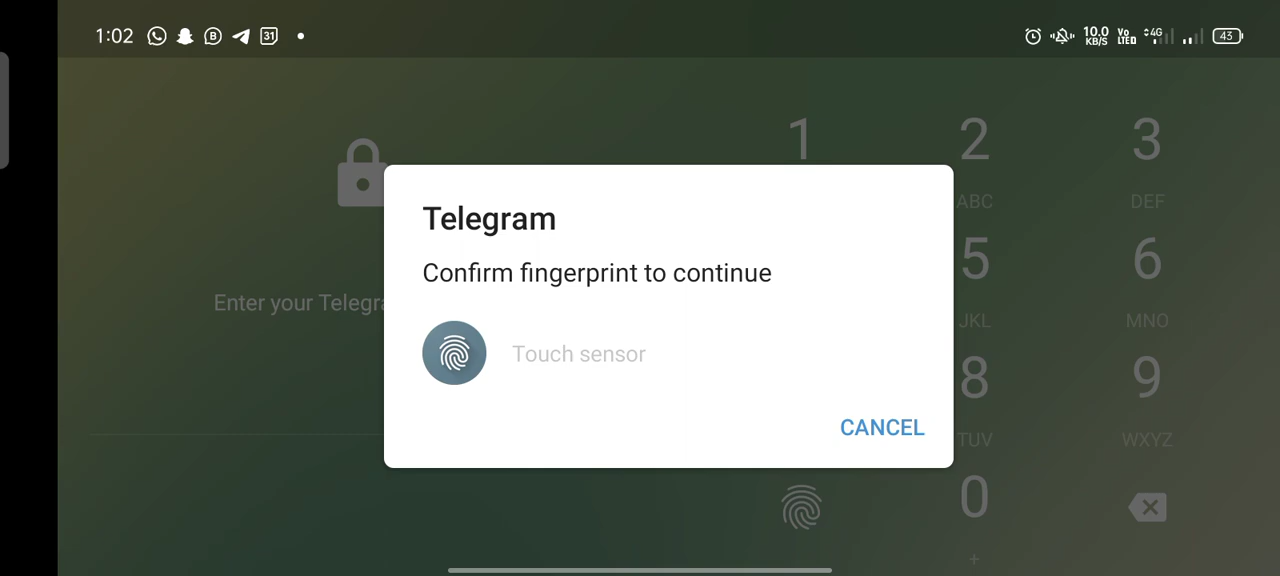 1:02
31
10.0
KB/S
Vo
LTE
4G
43
1
2
3
ABC
DEF
Telegram
Confirm fingerprint to continue
5
6
Enter your Telegra
JKL
MNO
Touch sensor
8
9
CANCEL
TUV
WXYZ
0
+